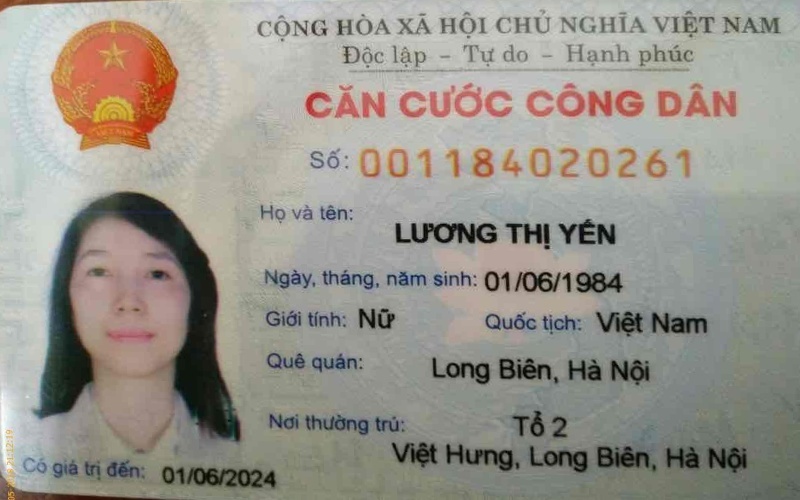 CỘNG HÒA XÃ HỘI CHỦ NGHĨA VIỆT NAM
Độc lập – Tự do – Hạnh phúc
CĂN CƯỚC CÔNG DÂN
Số: 001184020261
Họ và tên:
LƯƠNG THỊ YẾN
Ngày, tháng, năm sinh: 01/06/1984
Giới tính: Nữ Quốc tịch: Việt Nam
Quê quán: Long Biên, Hà Nội
Nơi thường trú: Tổ 2
Việt Hưng, Long Biên, Hà Nội
Có giá trị đến: 01/06/2024